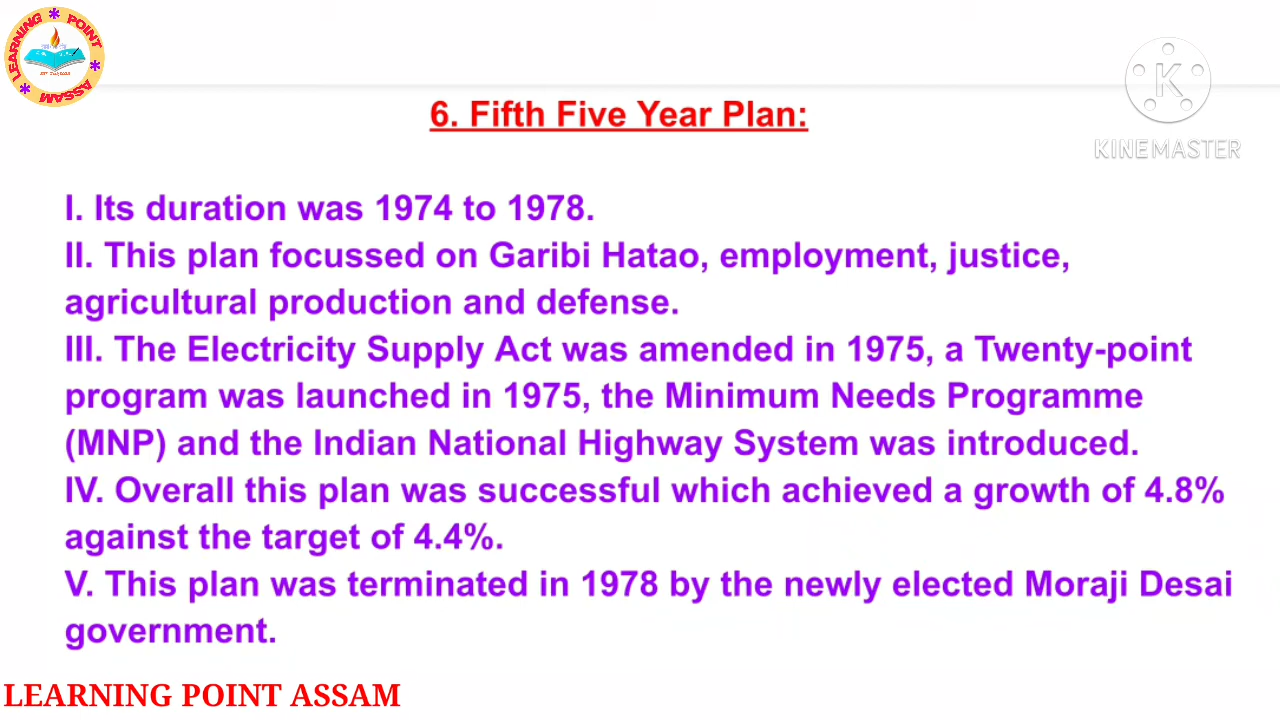 LEARNING * POINT * ASSAM *
KINEMASTER
6. Fifth Five Year Plan:
I. Its duration was 1974 to 1978.
II. This plan focussed on Garibi Hatao, employment, justice,
agricultural production and defense.
III. The Electricity Supply Act was amended in 1975, a Twenty-point
program was launched in 1975, the Minimum Needs Programme
(MNP) and the Indian National Highway System was introduced.
IV. Overall this plan was successful which achieved a growth of 4.8%
against the target of 4.4%.
V. This plan was terminated in 1978 by the newly elected Moraji Desai
government.
LEARNING POINT ASSAM